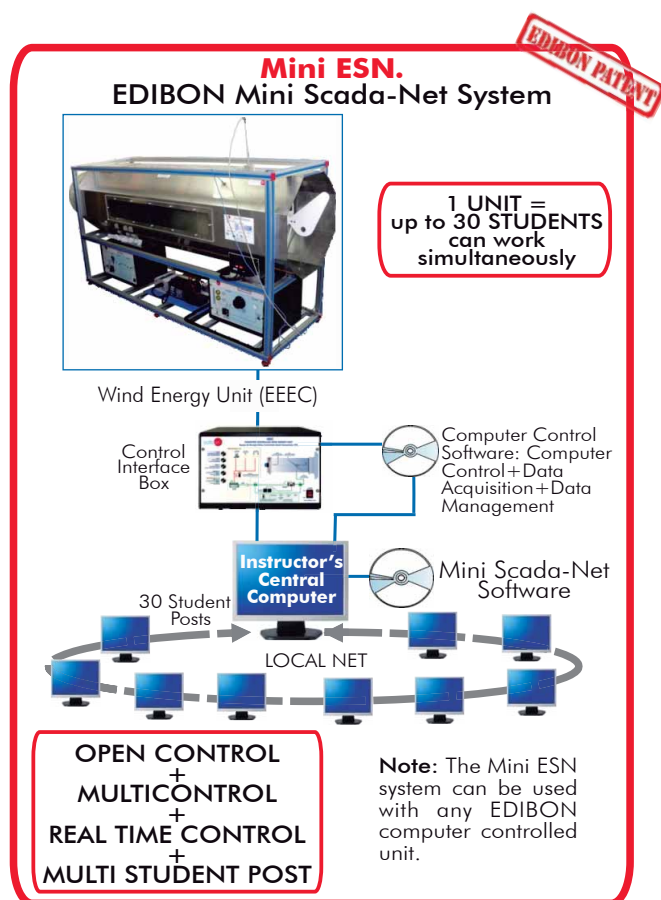 EDIBON PATENT
Mini ESN.
EDIBON Mini Scada-Net System
1 UNIT =
up to 30 STUDENTS
can work
simultaneously
Wind Energy Unit (EEEC)
Control
Interface
Box
Computer Control
Software: Computer
Control+Data
Acquisition+Data
Management
Instructor's
Central
Computer
Mini Scada-Net
Software
30 Student
Posts
LOCAL NET
OPEN CONTROL
+
MULTICONTROL
+
REAL TIME CONTROL
+
MULTI STUDENT POST
Note: The Mini ESN
system can be used
with any EDIBON
computer controlled
unit.